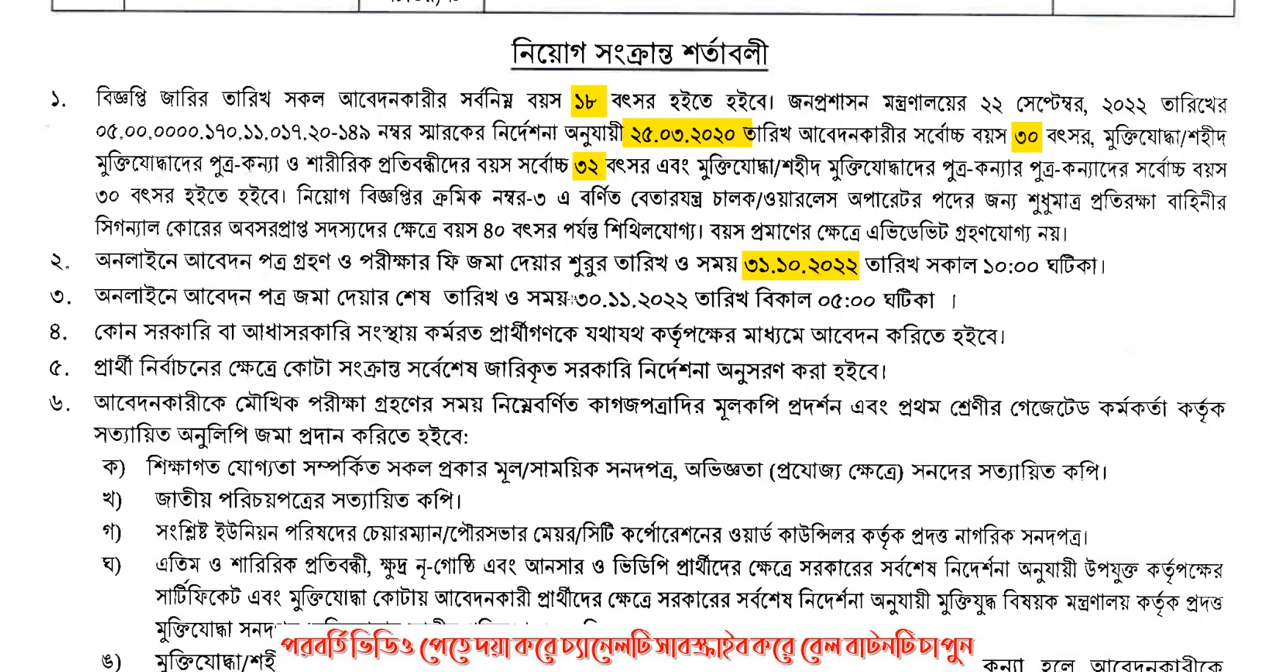 নিয়োগ সংক্রান্ত শর্তাবলী
১. বিজ্ঞপ্তি জারির তারিখ সকল আবেদনকারীর সর্বনিম্ন বয়স ১৮ বৎসর হইতে হইবে। জনপ্রশাসন মন্ত্রণালয়ের ২২ সেপ্টেম্বর, ২০২২ তারিখের
০৫.০০.০০০০.১৭০.১১.০১৭.২০-১৪৯ নম্বর স্মারকের নির্দেশনা অনুযায়ী ২৫.০৩.২০২০ তারিখ আবেদনকারীর সর্বোচ্চ বয়স ৩০ বৎসর, মুক্তিযোদ্ধা/শহীদ
মুক্তিযোদ্ধাদের পুত্র-কন্যা ও শারীরিক প্রতিবন্ধীদের বয়স সর্বোচ্চ ৩২ বৎসর এবং মুক্তিযোদ্ধা/শহীদ মুক্তিযোদ্ধাদের পুত্র-কন্যার পুত্র-কন্যাদের সর্বোচ্চ বয়স
৩০ বৎসর হইতে হইবে। নিয়োগ বিজ্ঞপ্তির ক্রমিক নম্বর-৩ এ বর্ণিত বেতারযন্ত্র চালক/ওয়ারলেস অপারেটর পদের জন্য শুধুমাত্র প্রতিরক্ষা বাহিনীর
সিগন্যাল কোরের অবসরপ্রাপ্ত সদস্যদের ক্ষেত্রে বয়স ৪০ বৎসর পর্যন্ত শিথিলযোগ্য। বয়স প্রমাণের ক্ষেত্রে এভিডেভিট গ্রহণযোগ্য নয়।
২. অনলাইনে আবেদন পত্র গ্রহণ ও পরীক্ষার ফি জমা দেয়ার শুরুর তারিখ ও সময় ৩১.১০.২০২২ তারিখ সকাল ১০:০০ ঘটিকা।
৩. অনলাইনে আবেদন পত্র জমা দেয়ার শেষ তারিখ ও সময়ঃ৩০.১১.২০২২ তারিখ বিকাল ০৫:০০ ঘটিকা ।
৪. কোন সরকারি বা আধাসরকারি সংস্থায় কর্মরত প্রার্থীগণকে যথাযথ কর্তৃপক্ষের মাধ্যমে আবেদন করিতে হইবে।
৫. প্রার্থী নির্বাচনের ক্ষেত্রে কোটা সংক্রান্ত সর্বেশেষ জারিকৃত সরকারি নির্দেশনা অনুসরণ করা হইবে।
৬. আবেদনকারীকে মৌখিক পরীক্ষা গ্রহণের সময় নিম্নেবর্ণিত কাগজপত্রাদির মূলকপি প্রদর্শন এবং প্রথম শ্রেণীর গেজেটেড কর্মকর্তা কর্তৃক
সত্যায়িত অনুলিপি জমা প্রদান করিতে হইবে:
ক) শিক্ষাগত যোগ্যতা সম্পর্কিত সকল প্রকার মূল/সাময়িক সনদপত্র, অভিজ্ঞতা (প্রযোজ্য ক্ষেত্রে) সনদের সত্যায়িত কপি।
খ) জাতীয় পরিচয়পত্রের সত্যায়িত কপি।
গ) সংশ্লিষ্ট ইউনিয়ন পরিষদের চেয়ারম্যান/পৌরসভার মেয়র/সিটি কর্পোরেশনের ওয়ার্ড কাউন্সিলর কর্তৃক প্রদত্ত নাগরিক সনদপত্র।
ঘ) এতিম ও শারিরিক প্রতিবন্ধী, ক্ষুদ্র নৃ-গোষ্ঠি এবং আনসার ও ভিডিপি প্রার্থীদের ক্ষেত্রে সরকারের সর্বশেষ নিদের্শনা অনুযায়ী উপযুক্ত কর্তৃপক্ষের
সার্টিফিকেট এবং মুক্তিযোদ্ধা কোটায় আবেদনকারী প্রার্থীদের ক্ষেত্রে সরকারের সর্বশেষ নিদের্শনা অনুযায়ী মুক্তিযুদ্ধ বিষয়ক মন্ত্রণালয় কর্তৃক প্রদত্ত
মুক্তিযোদ্ধা সনদ
পরবর্তি ভিডিও পেতে দয়া করে চ্যানেলটি সাবস্ক্রাইব করে বেল বাটনটি চাপুন
ঙ) মুক্তিযোদ্ধা/শহী কন্যা হলে আবেদনকারীকে